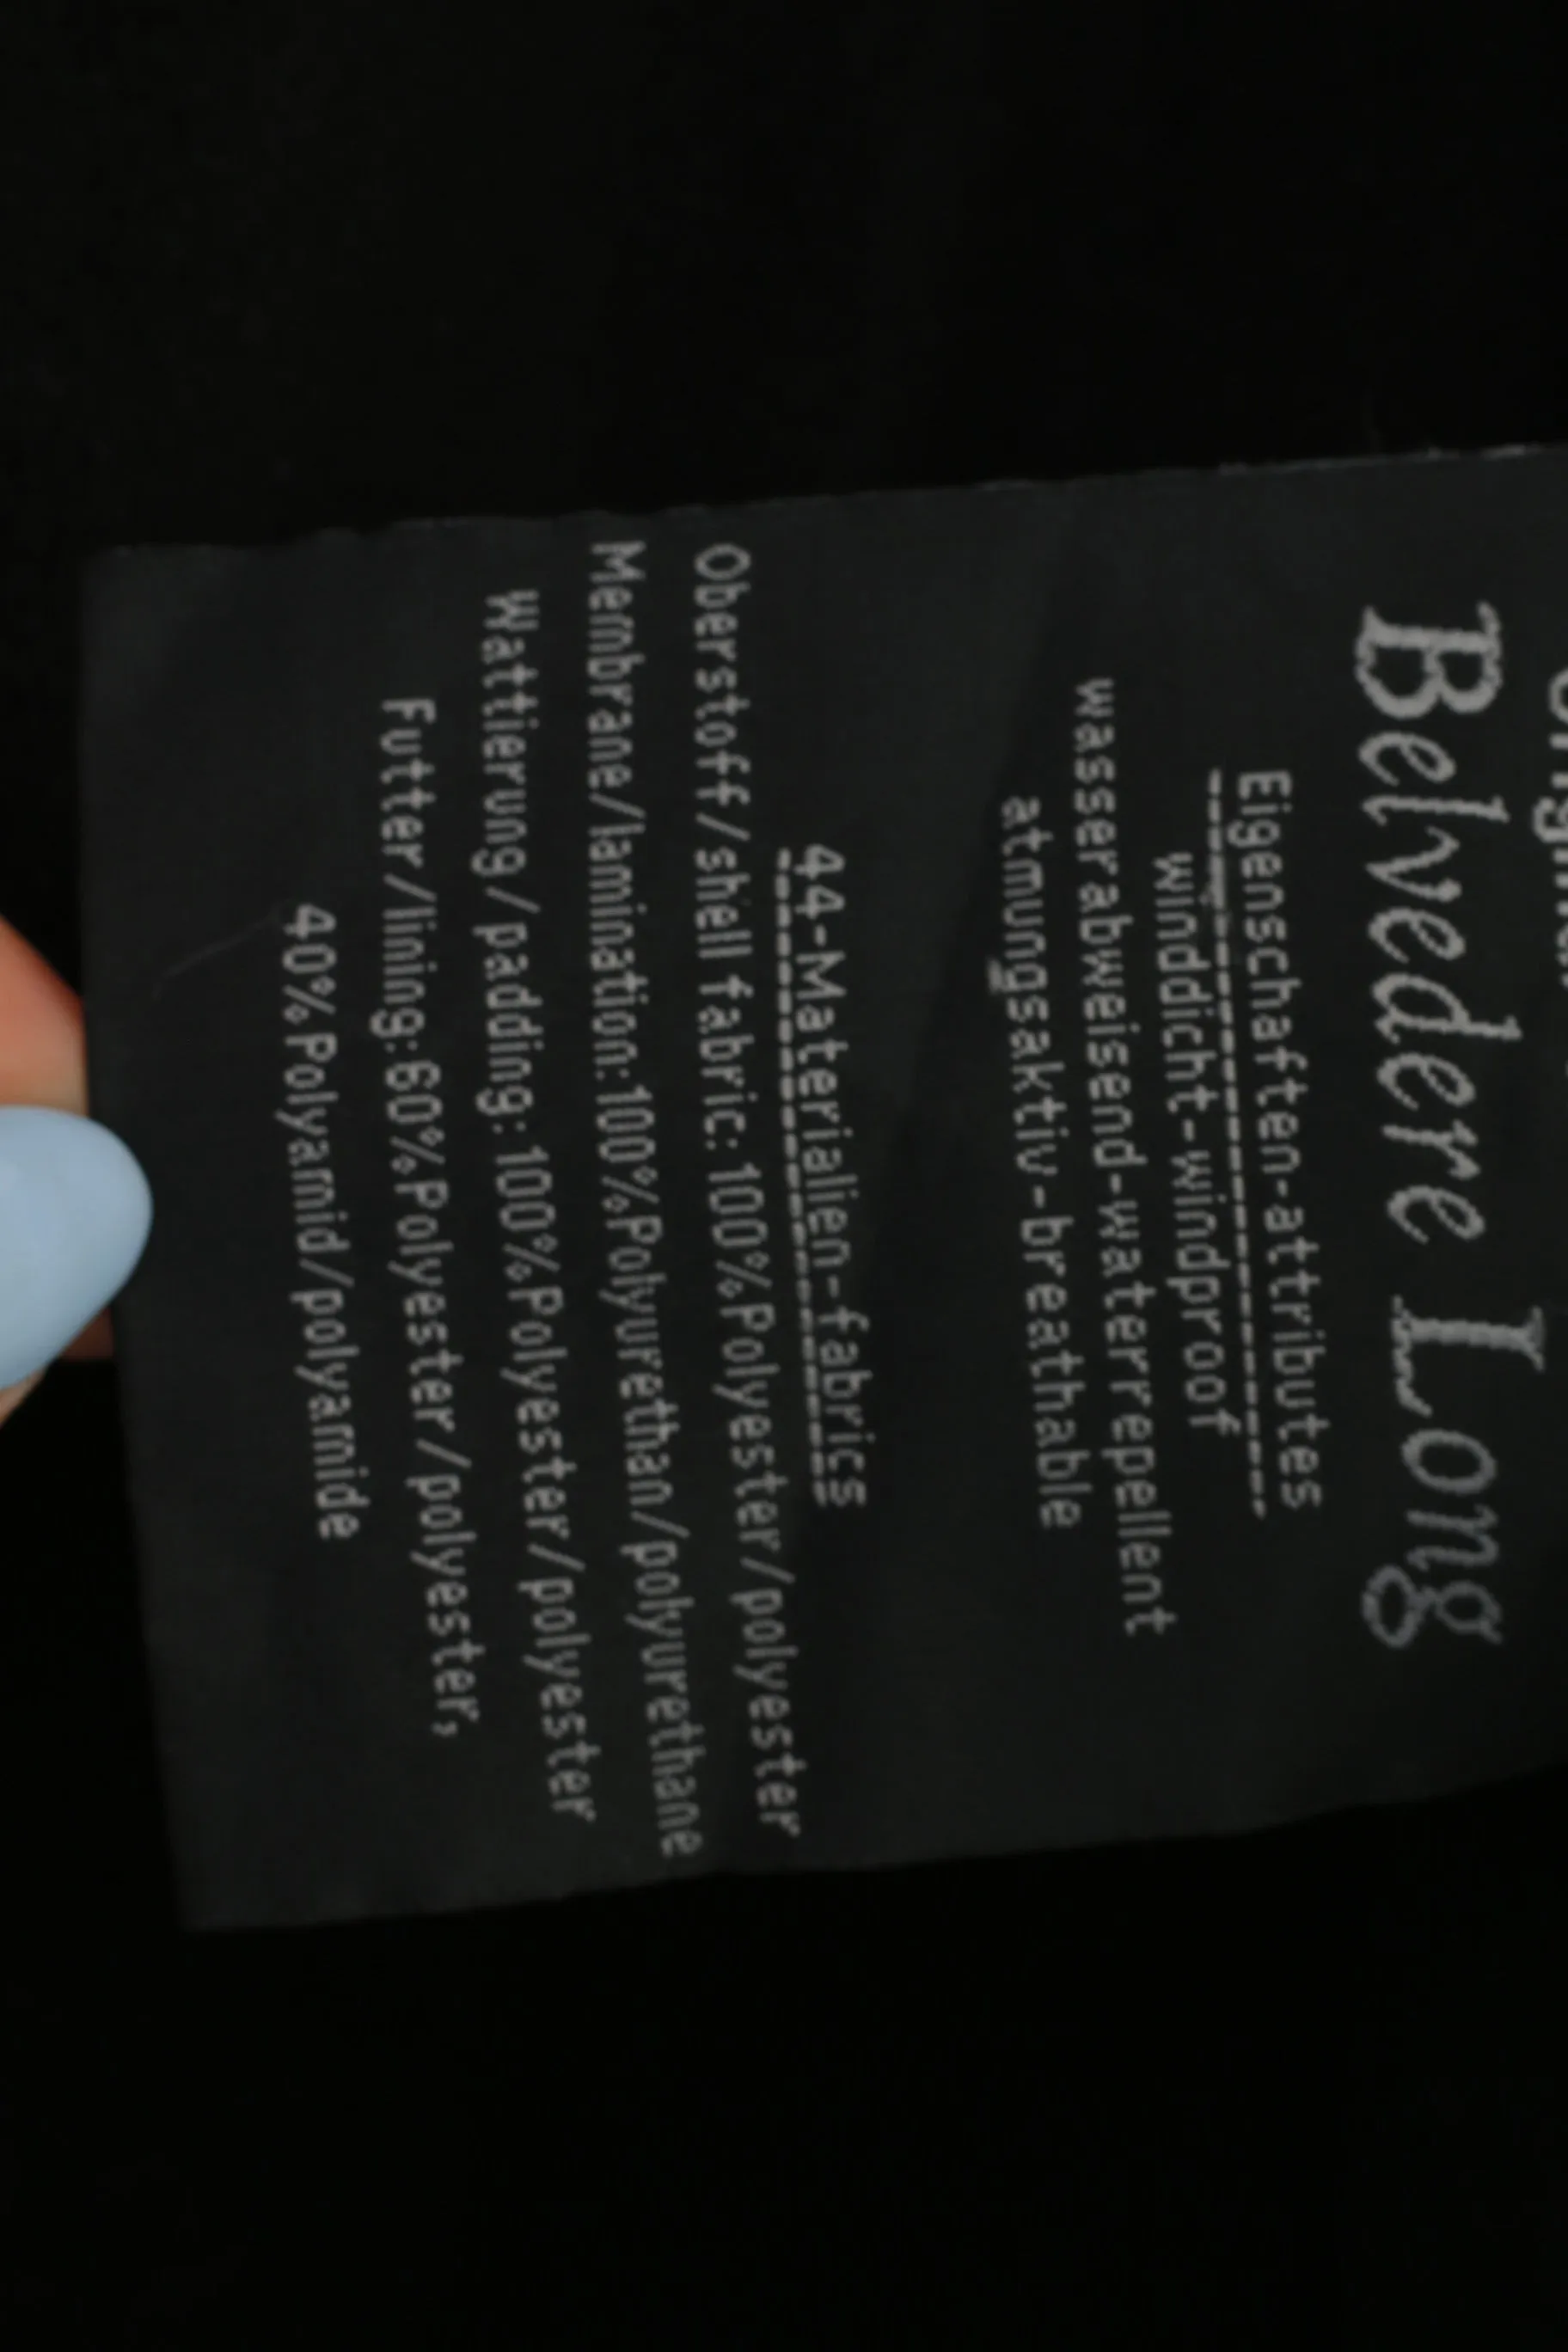 Belvedere Long
Eigenschaften-attributes
winddicht-windproof
wasserabweisend-waterrepellent
atmungsaktiv-breathable
44-Materialien-fabrics
Oberstoff/shell fabric:100%Polyester/polyester
Membrane/lamination:100%Polyurethan/polyurethane
Wattierung/padding:100%Polyester/polyester
Futter/lining:60%Polyester/polyester,
40%Polyamid/polyamide